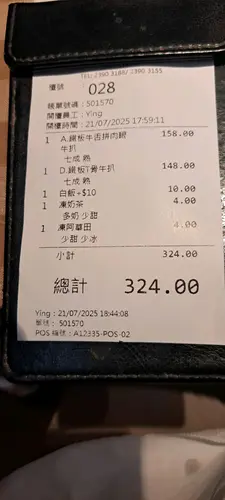 TEL: 2390 3166/ 2390 3155
檯號 028
賬單號碼 : 501570
開檯員工 : Ying
開檯時間 : 21/07/2025 17:59:11
1 A.鐵板牛舌拼肉眼 158.00
牛扒
七成熟
1 D.鐵板T骨牛扒 148.00
七成熟
1 白飯+$10 10.00
1 凍奶茶 4.00
多奶 少甜
1 凍阿華田 4.00
少甜 少冰
小計 324.00
總計 324.00
Ying : 21/07/2025 18:44:08
單號: 501570
POS 機號 : A12335-POS-02